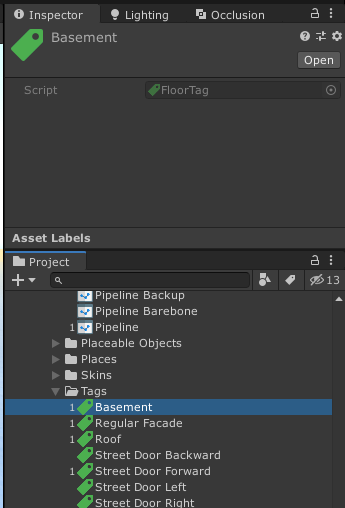 Inspector Lighting Occlusion
Basement
Open
Script FloorTag
Asset Labels
Project
13
Pipeline Backup
Pipeline Barebone
1 Pipeline
Placeable Objects
Places
Skins
Tags
1 Basement
1 Regular Facade
1 Roof
Street Door Backward
1 Street Door Forward
Street Door Left
Street Door Right